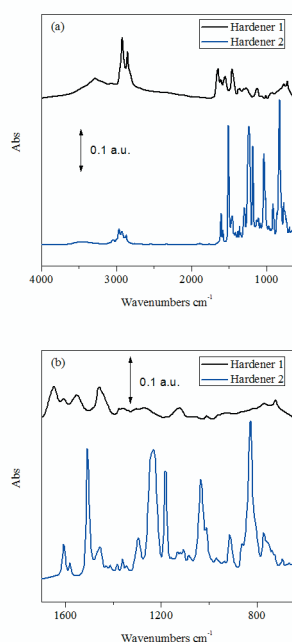 (a)
Hardener 1
Hardener 2
0.1 a.u.
Abs
4000 3000 2000 1000
Wavenumbers cm-1
(b)
Hardener 1
Hardener 2
0.1 a.u.
Abs
1600 1200 800
Wavenumbers cm-1